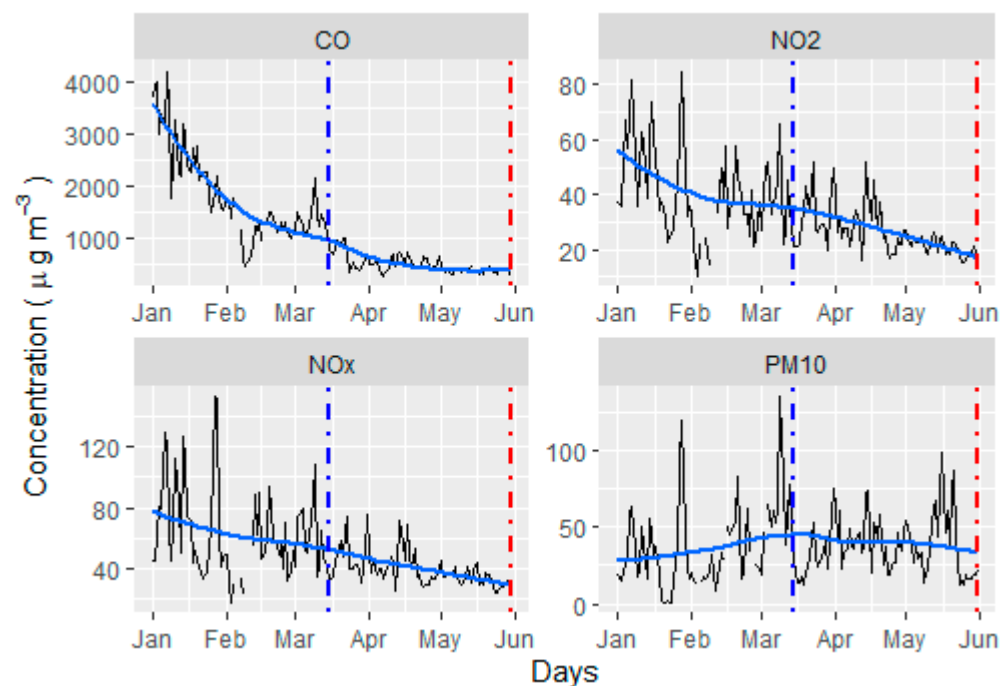 CO
NO2
4000
3000
2000
1000
80
60
40
20
Jan Feb Mar Apr May Jun
Jan Feb Mar Apr May Jun
NOx
PM10
120
80
40
100
50
0
Jan Feb Mar Apr May Jun
Jan Feb Mar Apr May Jun
Concentration ( μg m⁻³ )
Days